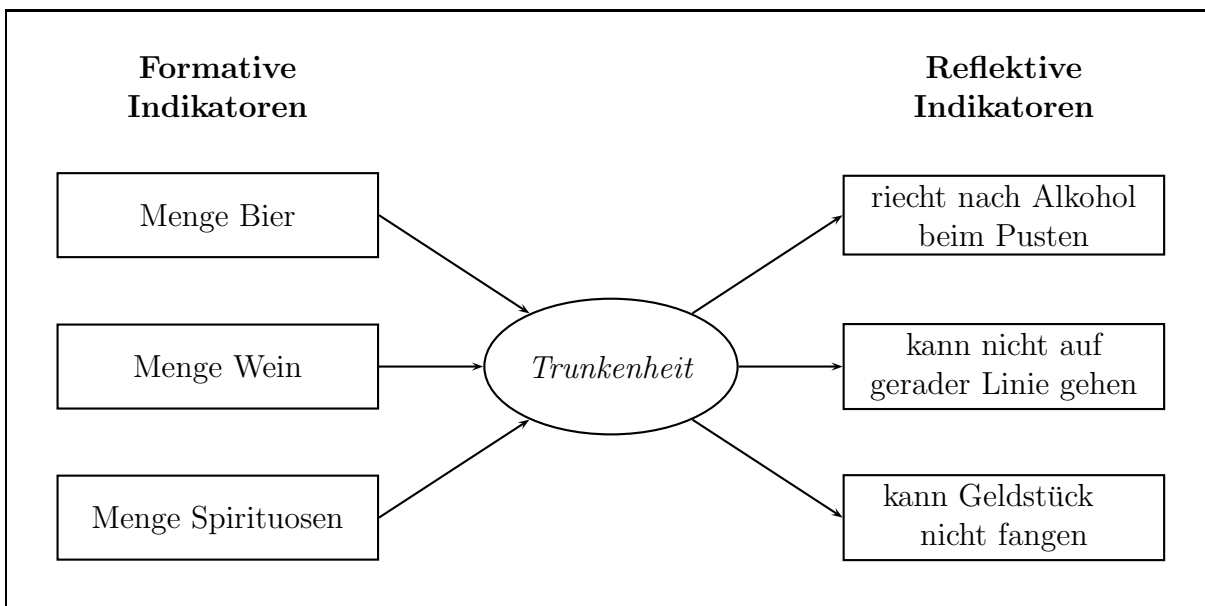 Formative
Indikatoren
Menge Bier
Menge Wein
Menge Spirituosen
Trunkenheit
Reflektive
Indikatoren
riecht nach Alkohol
beim Pusten
kann nicht auf
gerader Linie gehen
kann Geldstück
nicht fangen